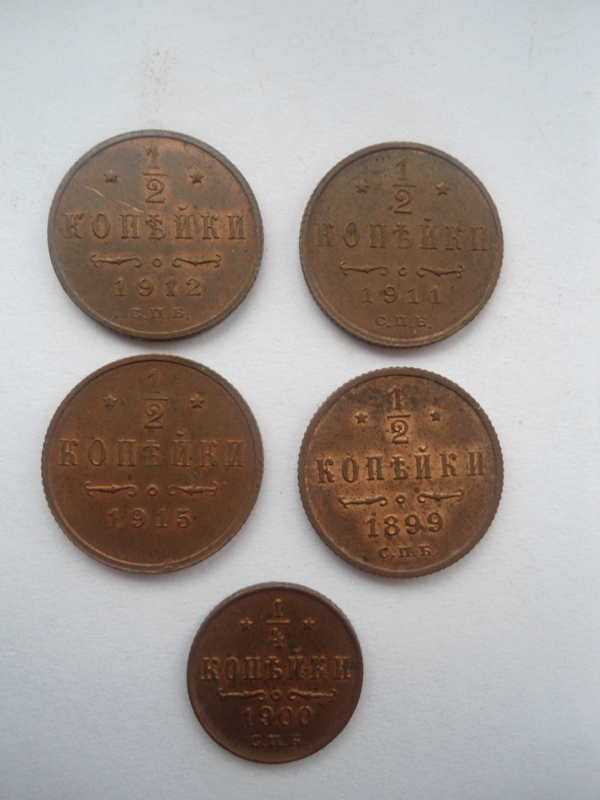 1/2
КОПѢЙКИ
1912
С.П.Б.
1/2
КОПѢЙКИ
1911
С.П.Б.
1/2
КОПѢЙКИ
1915
1/2
КОПѢЙКИ
1899
С.П.Б
1/4
КОПѢЙКИ
1900
С.П.Б